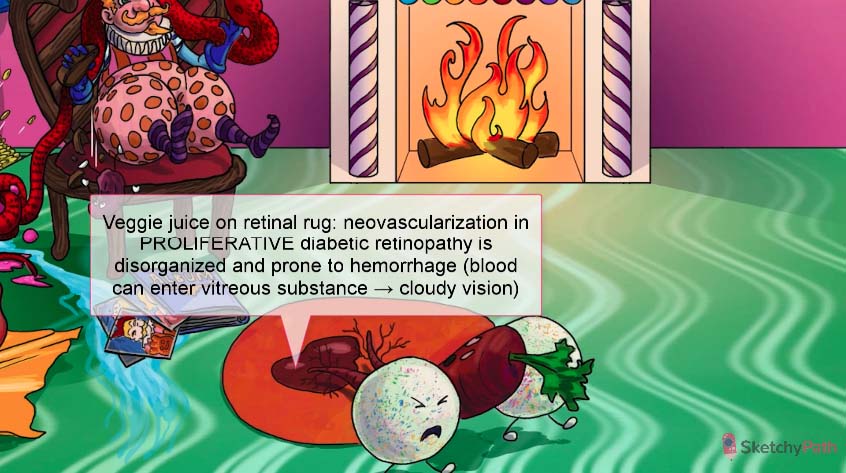 Veggie juice on retinal rug: neovascularization in
PROLIFERATIVE diabetic retinopathy is
disorganized and prone to hemorrhage (blood
can enter vitreous substance → cloudy vision)
SketchyPath